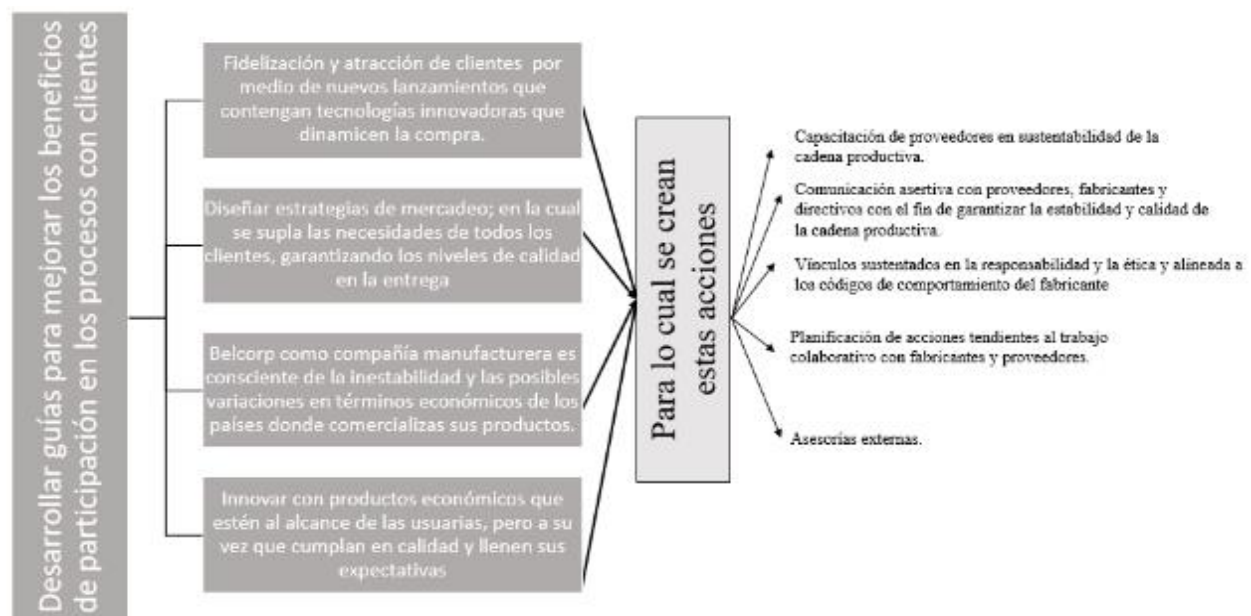 Desarrollar guías para mejorar los beneficios
de participación en los procesos con clientes
Fidelización y atracción de clientes por
medio de nuevos lanzamientos que
contengan tecnologías innovadoras que
dinamicen la compra.
Diseñar estrategias de mercadeo; en la cual
se supla las necesidades de todos los
clientes, garantizando los niveles de calidad
en la entrega
Belcorp como compañía manufacturera es
consciente de la inestabilidad y las posibles
variaciones en términos económicos de los
países donde comercializas sus productos.
Innovar con productos económicos que
estén al alcance de las usuarias, pero a su
vez que cumplan en calidad y llenen sus
expectativas
Para lo cual se crean
estas acciones
Capacitación de proveedores en sustentabilidad de la
cadena productiva.
Comunicación asertiva con proveedores, fabricantes y
directivos con el fin de garantizar la estabilidad y calidad de
la cadena productiva.
Vínculos sustentados en la responsabilidad y la ética y alineada a
los códigos de comportamiento del fabricante
Planificación de acciones tendientes al trabajo
colaborativo con fabricantes y proveedores.
Asesorías externas.